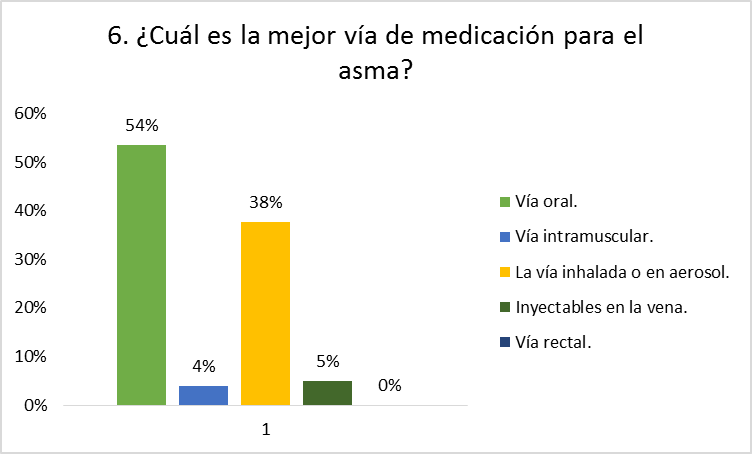 6. ¿Cuál es la mejor vía de medicación para el
asma?
60%
50%
40%
30%
20%
10%
0%
54%
4%
38%
5%
0%
1
Vía oral.
Vía intramuscular.
La vía inhalada o en aerosol.
Inyectables en la vena.
Vía rectal.